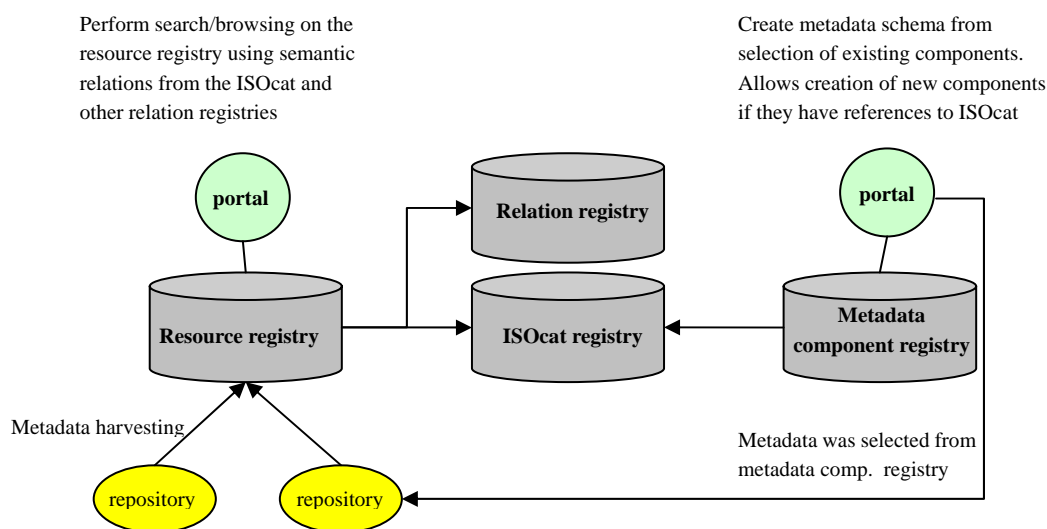 Perform search/browsing on the
resource registry using semantic
relations from the ISOcat and
other relation registries
Create metadata schema from
selection of existing components.
Allows creation of new components
if they have references to ISOcat
portal
Relation registry
portal
Resource registry
ISOcat registry
Metadata
component registry
Metadata harvesting
Metadata was selected from
metadata comp. registry
repository
repository